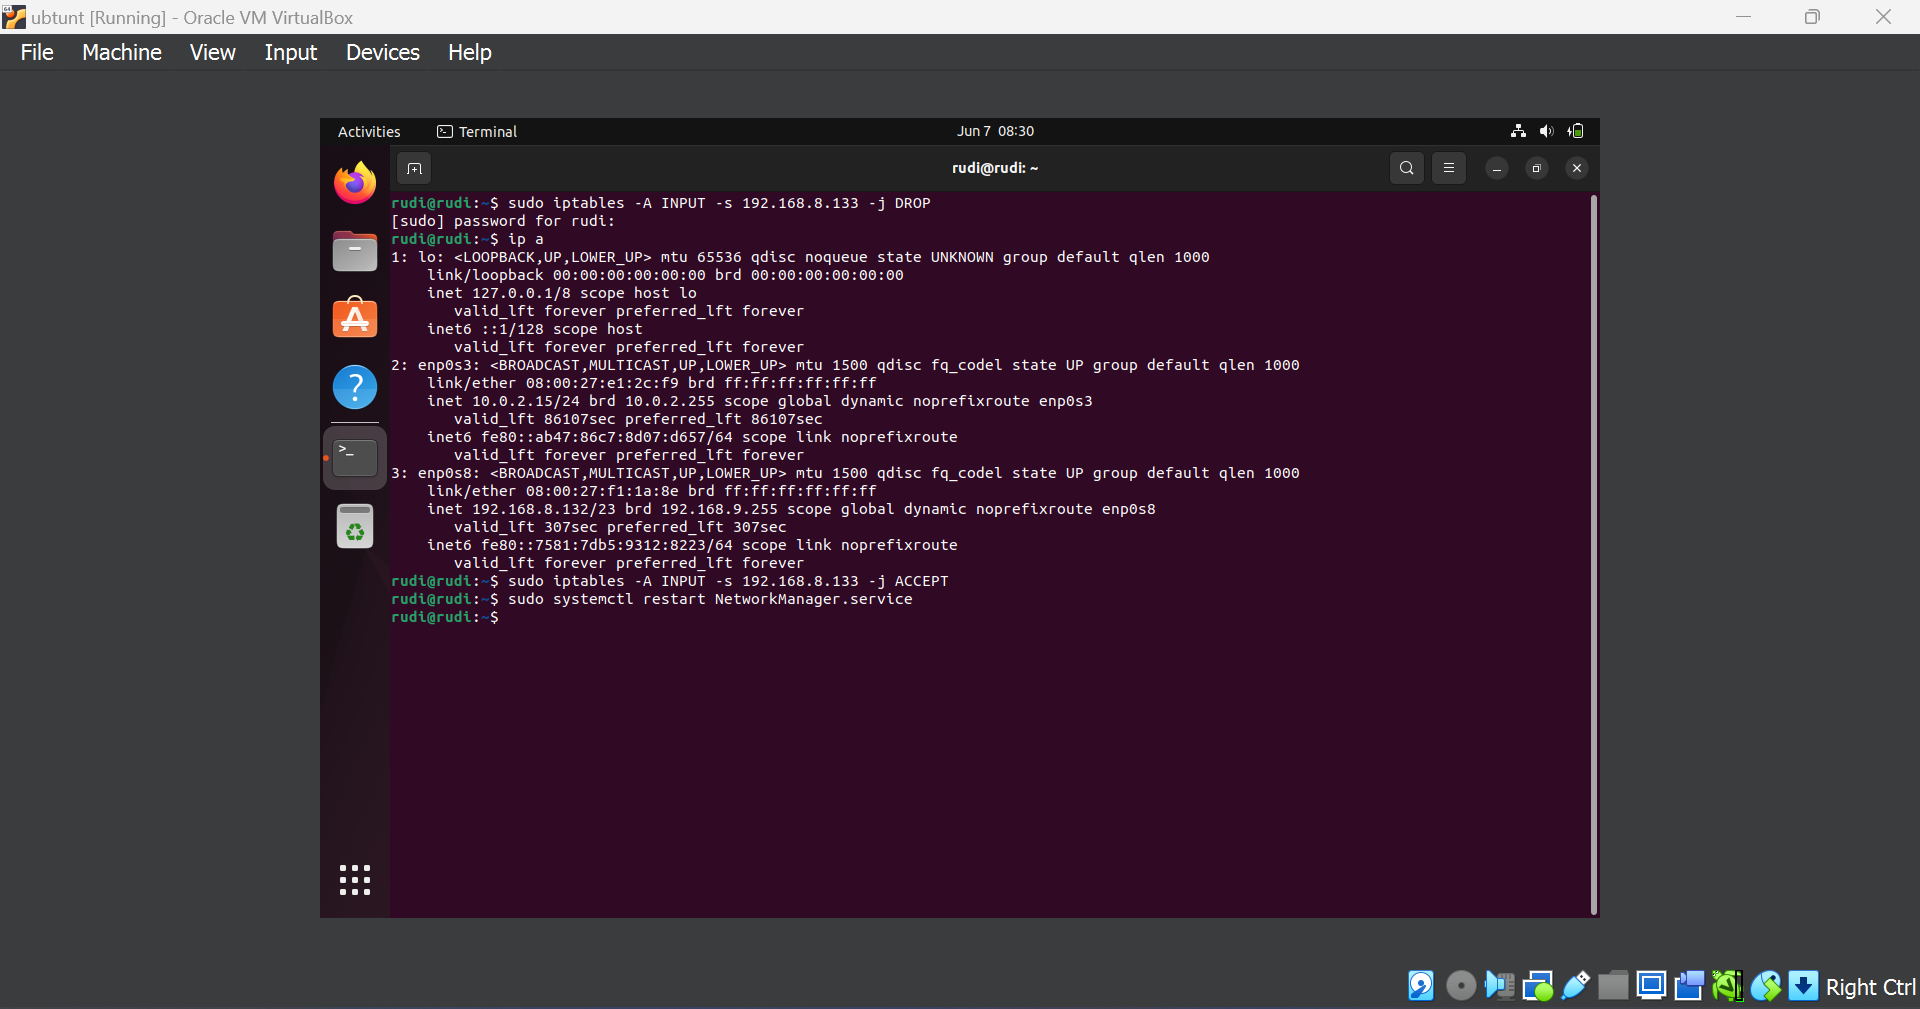 ubtunt [Running] - Oracle VM VirtualBox
File Machine View Input Devices Help
Activities Terminal Jun 7 08:30
rudi@rudi: ~
rudi@rudi:~$ sudo iptables -A INPUT -s 192.168.8.133 -j DROP
[sudo] password for rudi:
rudi@rudi:~$ ip a
1: lo: <LOOPBACK,UP,LOWER_UP> mtu 65536 qdisc noqueue state UNKNOWN group default qlen 1000
    link/loopback 00:00:00:00:00:00 brd 00:00:00:00:00:00
    inet 127.0.0.1/8 scope host lo
       valid_lft forever preferred_lft forever
    inet6 ::1/128 scope host
       valid_lft forever preferred_lft forever
2: enp0s3: <BROADCAST,MULTICAST,UP,LOWER_UP> mtu 1500 qdisc fq_codel state UP group default qlen 1000
    link/ether 08:00:27:e1:2c:f9 brd ff:ff:ff:ff:ff:ff
    inet 10.0.2.15/24 brd 10.0.2.255 scope global dynamic noprefixroute enp0s3
       valid_lft 86107sec preferred_lft 86107sec
    inet6 fe80::ab47:86c7:8d07:d657/64 scope link noprefixroute
       valid_lft forever preferred_lft forever
3: enp0s8: <BROADCAST,MULTICAST,UP,LOWER_UP> mtu 1500 qdisc fq_codel state UP group default qlen 1000
    link/ether 08:00:27:f1:1a:8e brd ff:ff:ff:ff:ff:ff
    inet 192.168.8.132/23 brd 192.168.9.255 scope global dynamic noprefixroute enp0s8
       valid_lft 307sec preferred_lft 307sec
    inet6 fe80::7581:7db5:9312:8223/64 scope link noprefixroute
       valid_lft forever preferred_lft forever
rudi@rudi:~$ sudo iptables -A INPUT -s 192.168.8.133 -j ACCEPT
rudi@rudi:~$ sudo systemctl restart NetworkManager.service
rudi@rudi:~$
Right Ctrl